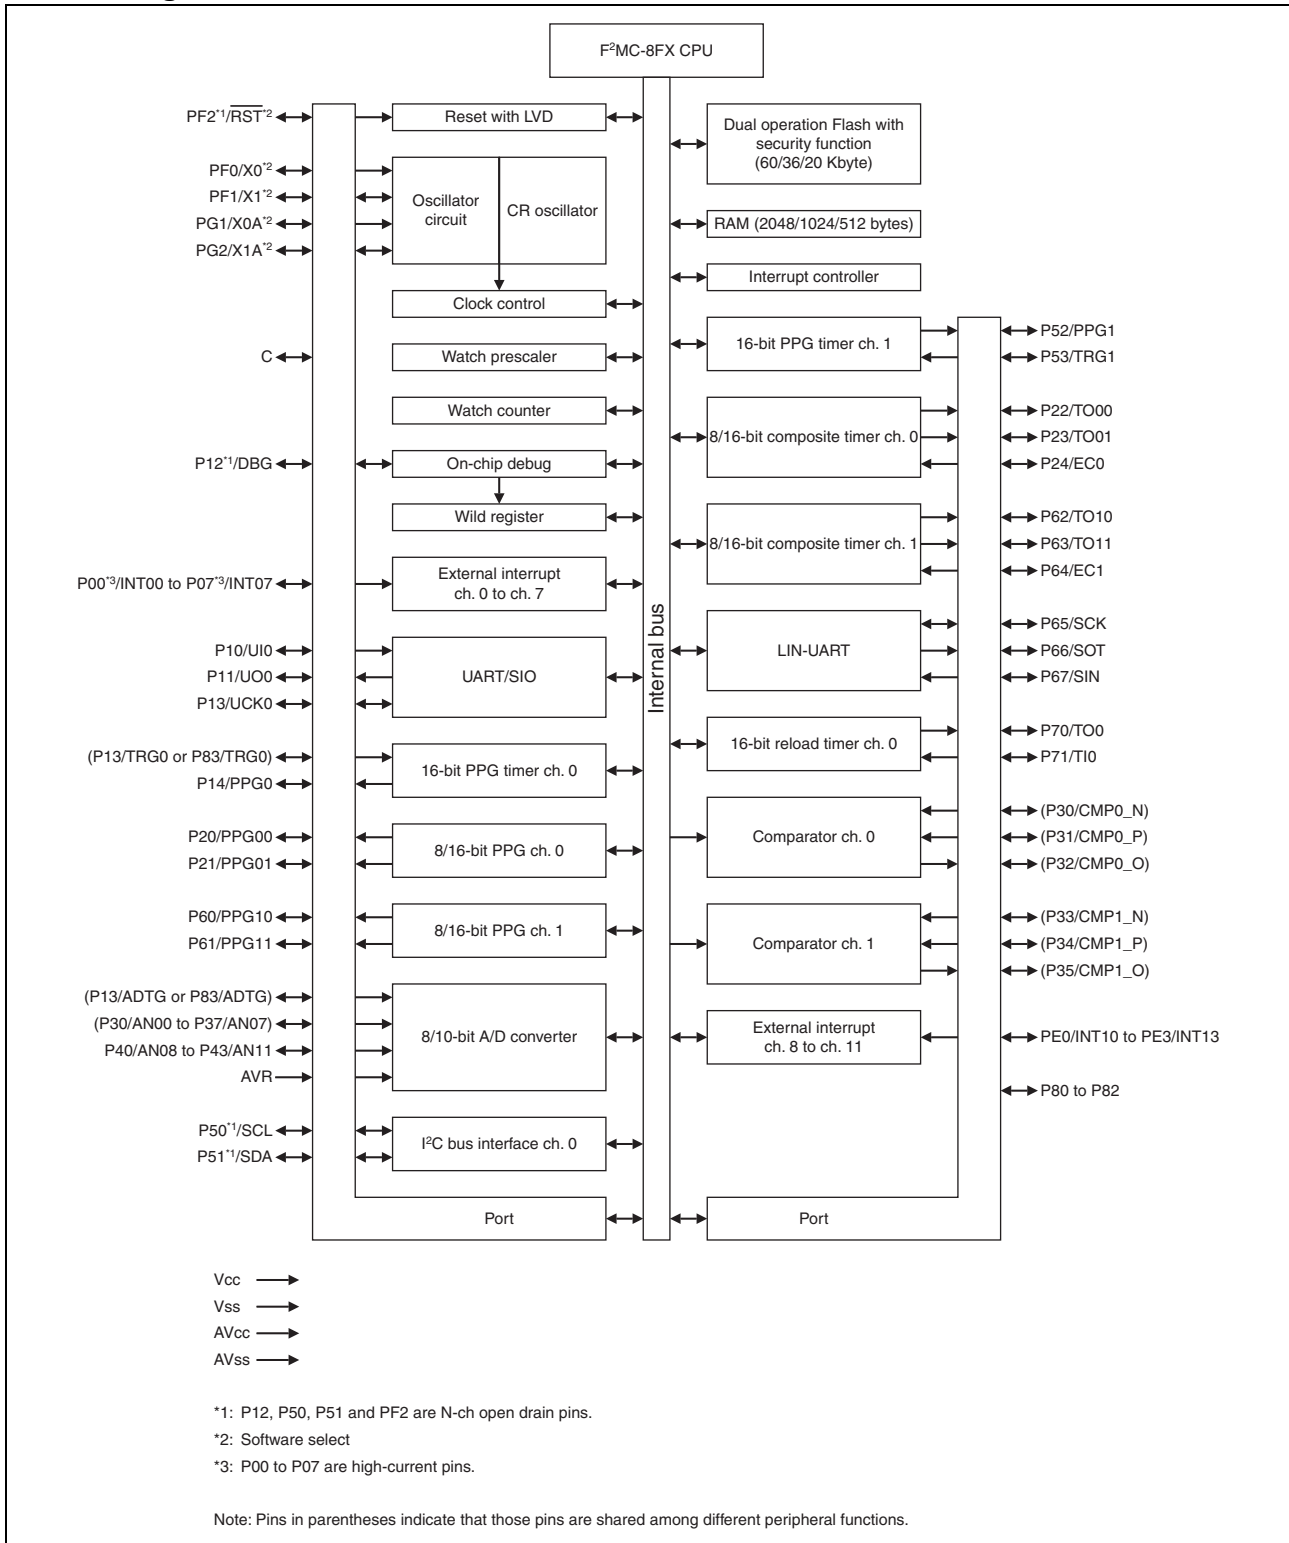 F²MC-8FX CPU
PF2*1/RST*2
Reset with LVD
Dual operation Flash with
security function
(60/36/20 Kbyte)
PF0/X0*2
PF1/X1*2
PG1/X0A*2
PG2/X1A*2
Oscillator
circuit
CR oscillator
RAM (2048/1024/512 bytes)
Interrupt controller
Clock control
C
Watch prescaler
16-bit PPG timer ch. 1
P52/PPG1
P53/TRG1
Watch counter
8/16-bit composite timer ch. 0
P22/TO00
P23/TO01
P24/EC0
P12*1/DBG
On-chip debug
Wild register
8/16-bit composite timer ch. 1
P62/TO10
P63/TO11
P64/EC1
P00*3/INT00 to P07*3/INT07
External interrupt
ch. 0 to ch. 7
Internal bus
P10/UI0
P11/UO0
P13/UCK0
UART/SIO
LIN-UART
P65/SCK
P66/SOT
P67/SIN
(P13/TRG0 or P83/TRG0)
P14/PPG0
16-bit PPG timer ch. 0
16-bit reload timer ch. 0
P70/TO0
P71/TI0
P20/PPG00
P21/PPG01
8/16-bit PPG ch. 0
Comparator ch. 0
(P30/CMP0_N)
(P31/CMP0_P)
(P32/CMP0_O)
P60/PPG10
P61/PPG11
8/16-bit PPG ch. 1
Comparator ch. 1
(P33/CMP1_N)
(P34/CMP1_P)
(P35/CMP1_O)
(P13/ADTG or P83/ADTG)
(P30/AN00 to P37/AN07)
P40/AN08 to P43/AN11
AVR
8/10-bit A/D converter
External interrupt
ch. 8 to ch. 11
PE0/INT10 to PE3/INT13
P80 to P82
P50*1/SCL
P51*1/SDA
I²C bus interface ch. 0
Port
Port
Vcc
Vss
AVcc
AVss
*1: P12, P50, P51 and PF2 are N-ch open drain pins.
*2: Software select
*3: P00 to P07 are high-current pins.
Note: Pins in parentheses indicate that those pins are shared among different peripheral functions.